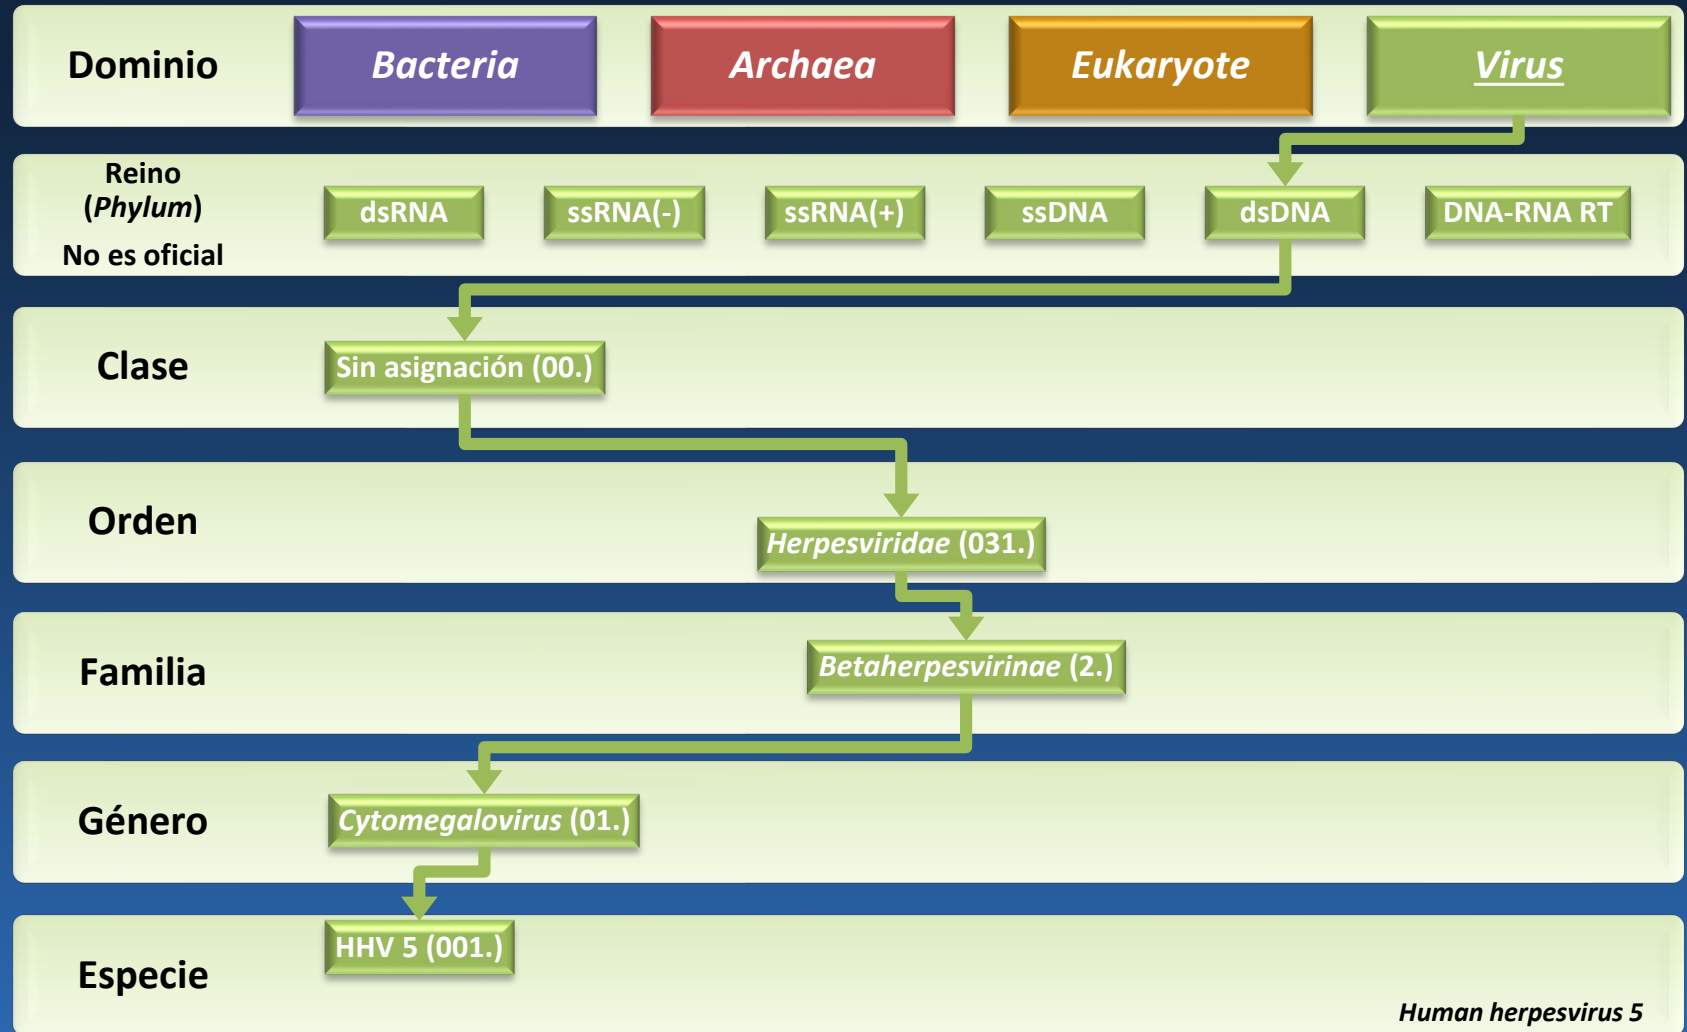 Dominio
Bacteria
Archaea
Eukaryote
Virus
Reino
(Phylum)
No es oficial
dsRNA
ssRNA(-)
ssRNA(+)
ssDNA
dsDNA
DNA-RNA RT
Clase
Sin asignación (00.)
Orden
Herpesviridae (031.)
Familia
Betaherpesvirinae (2.)
Género
Cytomegalovirus (01.)
Especie
HHV 5 (001.)
Human herpesvirus 5